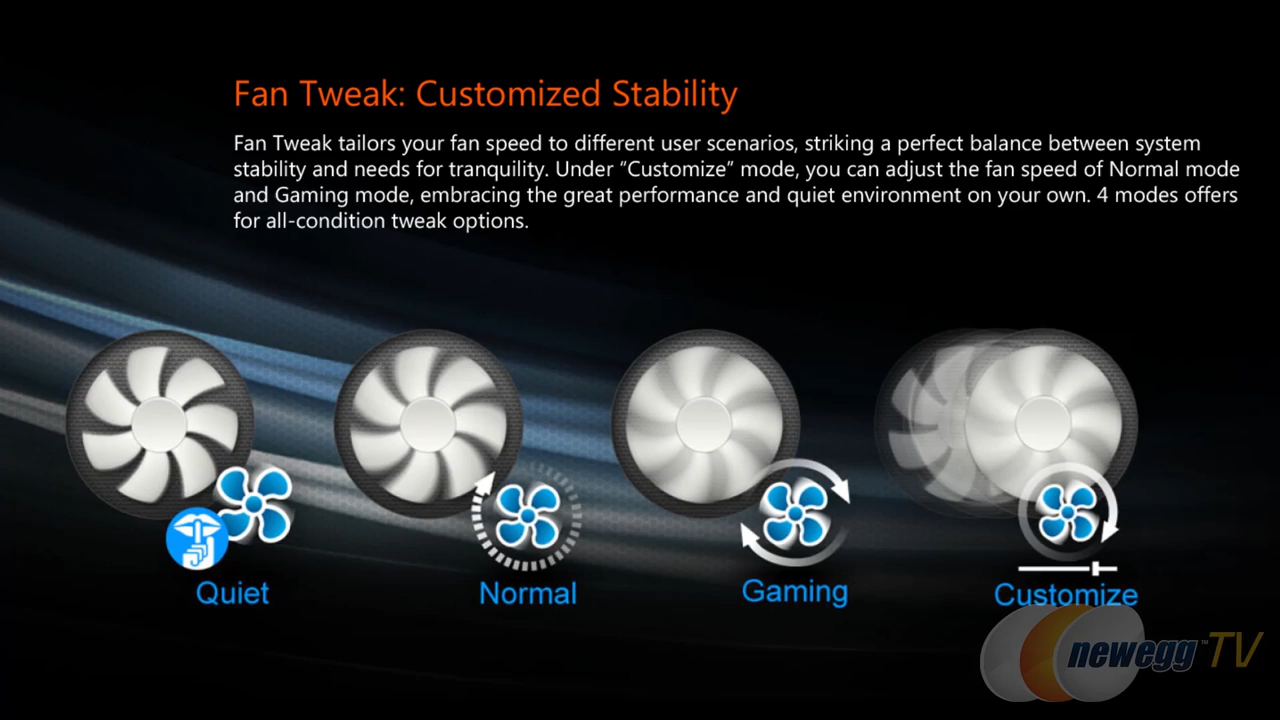 Fan Tweak: Customized Stability
Fan Tweak tailors your fan speed to different user scenarios, striking a perfect balance between system
stability and needs for tranquility. Under “Customize” mode, you can adjust the fan speed of Normal mode
and Gaming mode, embracing the great performance and quiet environment on your own. 4 modes offers
for all-condition tweak options.
Quiet
Normal
Gaming
Customize
newegg™TV